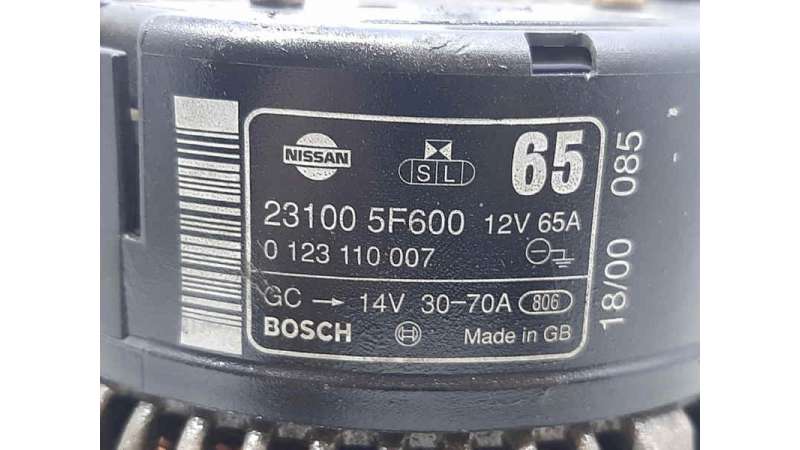 NISSAN
S L
65
23100 5F600 12V 65A
0 123 110 007
GC → 14V 30-70A 806
BOSCH Made in GB
18/00 085